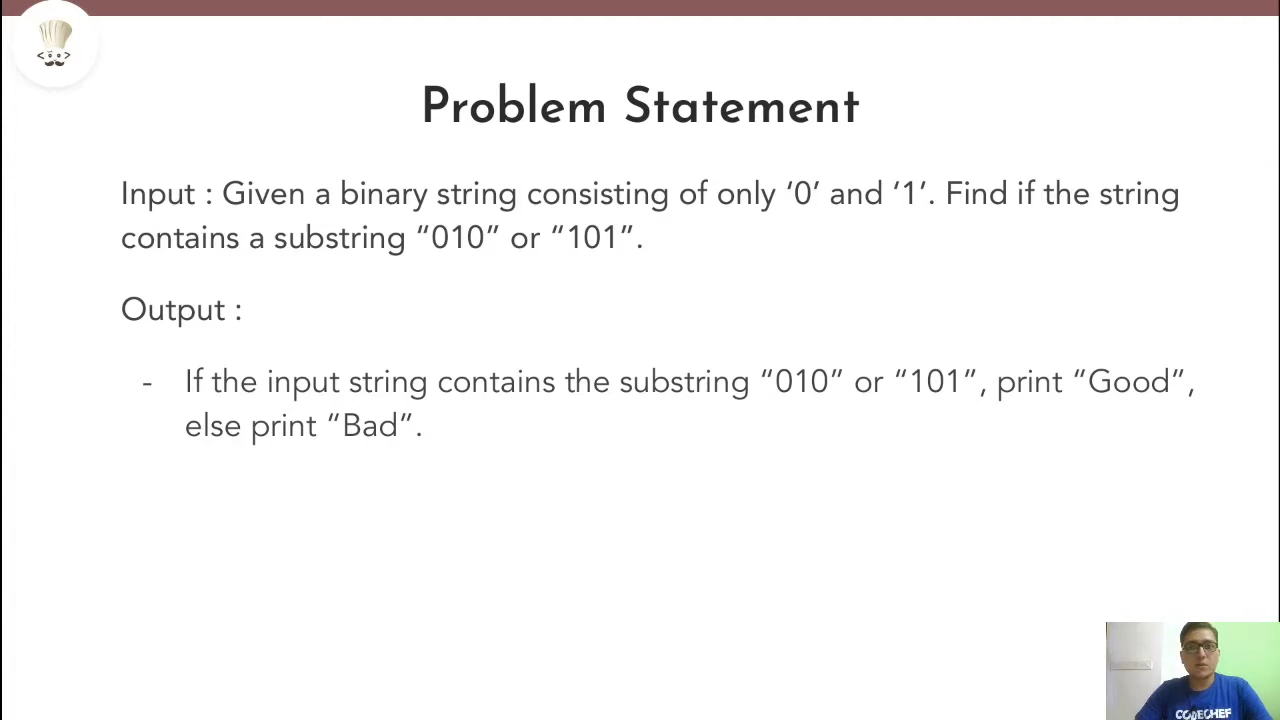 Problem Statement
Input : Given a binary string consisting of only ‘0’ and ‘1’. Find if the string
contains a substring “010” or “101”.
Output :
- If the input string contains the substring “010” or “101”, print “Good”,
else print “Bad”.
CODECHEF